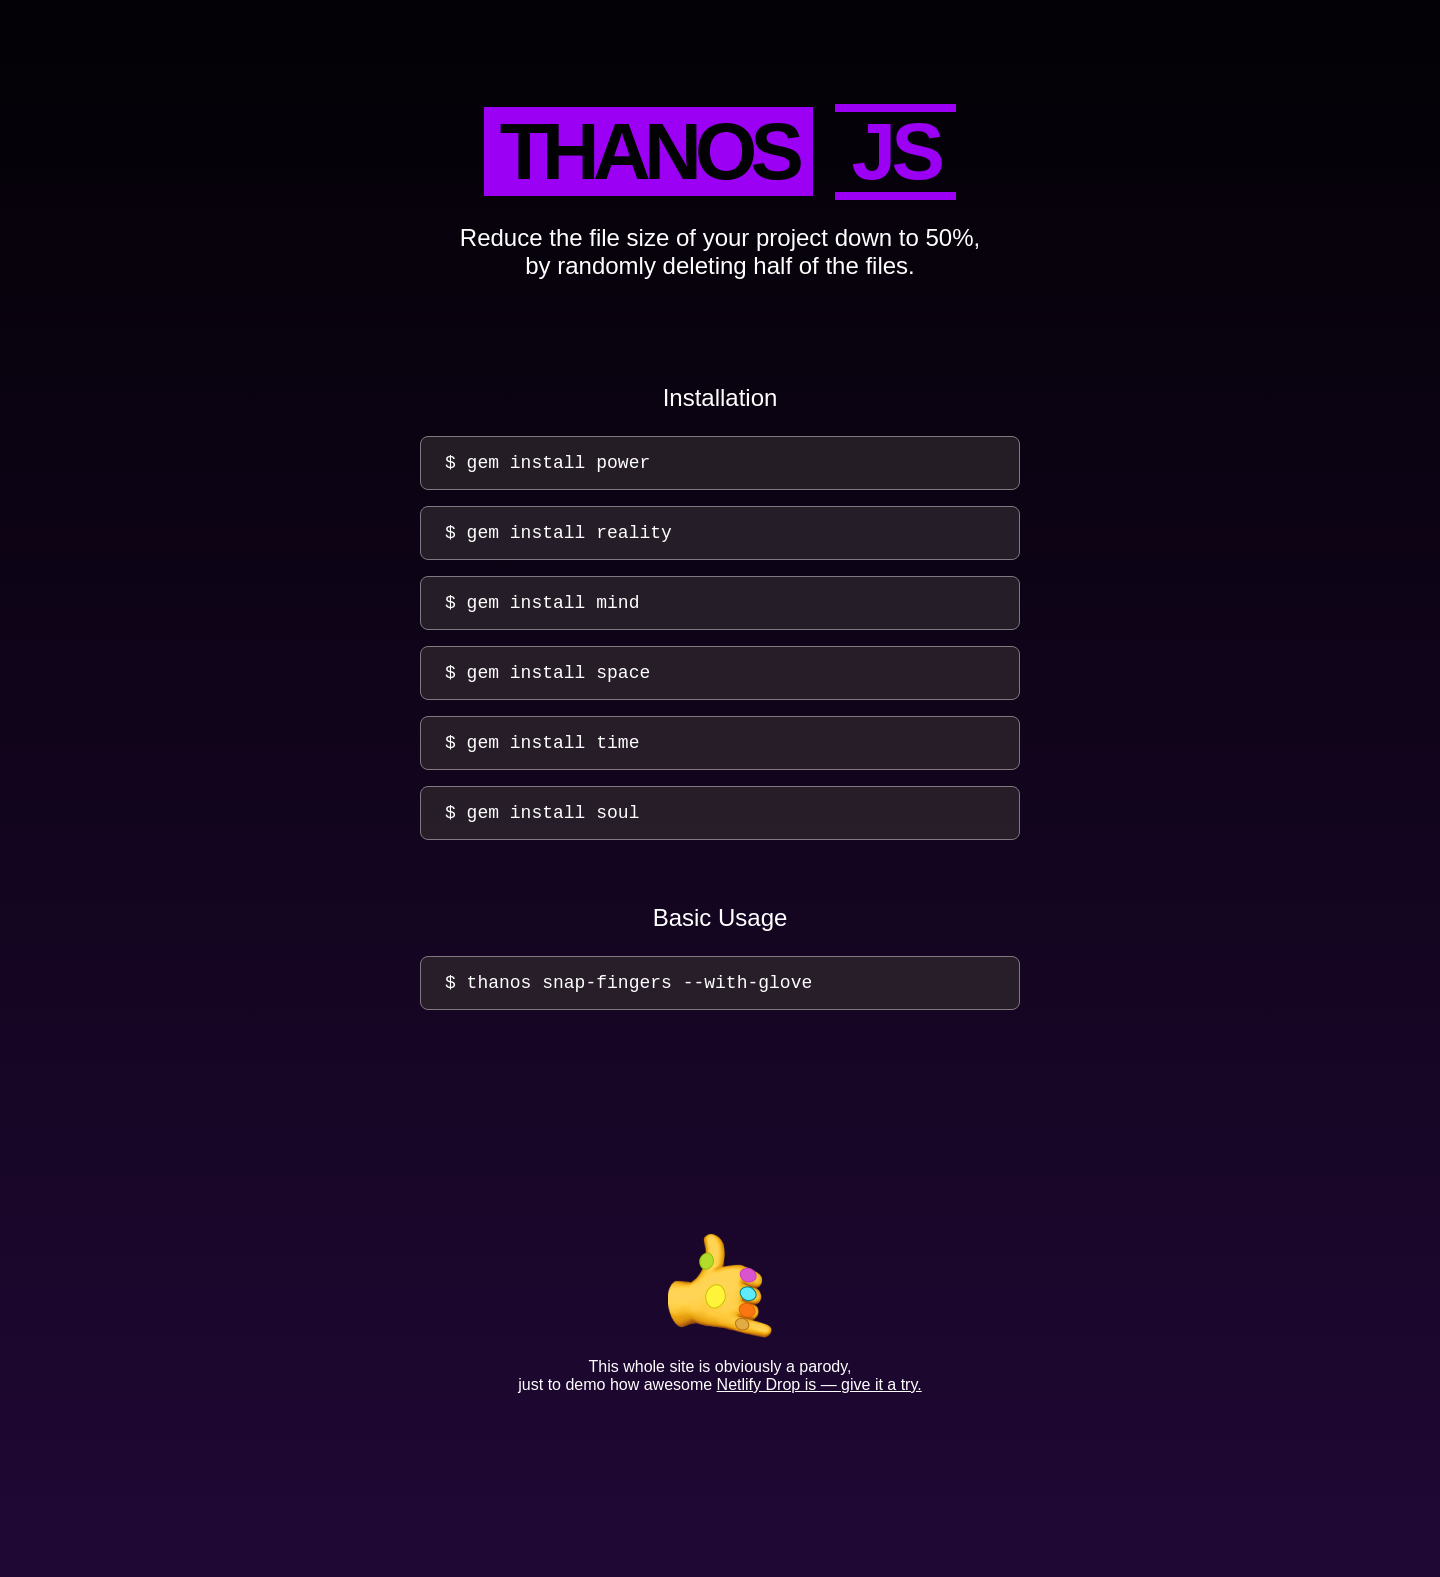 THANOS JS
Reduce the file size of your project down to 50%,
by randomly deleting half of the files.
Installation
$ gem install power
$ gem install reality
$ gem install mind
$ gem install space
$ gem install time
$ gem install soul
Basic Usage
$ thanos snap-fingers --with-glove
This whole site is obviously a parody,
just to demo how awesome Netlify Drop is — give it a try.